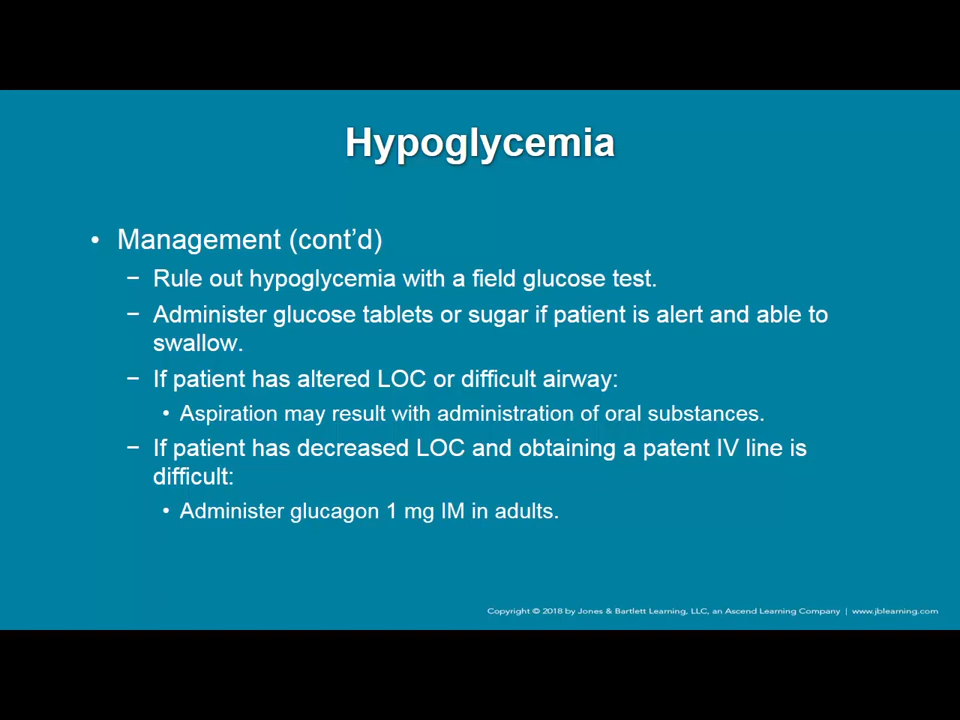 Hypoglycemia
• Management (cont’d)
− Rule out hypoglycemia with a field glucose test.
− Administer glucose tablets or sugar if patient is alert and able to
swallow.
− If patient has altered LOC or difficult airway:
• Aspiration may result with administration of oral substances.
− If patient has decreased LOC and obtaining a patent IV line is
difficult:
• Administer glucagon 1 mg IM in adults.
Copyright © 2018 by Jones & Bartlett Learning, LLC, an Ascend Learning Company | www.jblearning.com